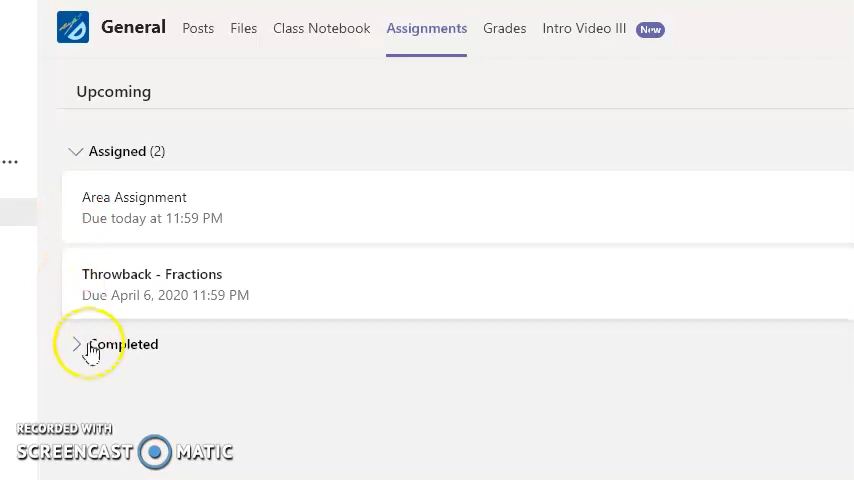 General Posts Files Class Notebook Assignments Grades Intro Video III New
Upcoming
Assigned (2)
Area Assignment
Due today at 11:59 PM
Throwback - Fractions
Due April 6, 2020 11:59 PM
Completed
RECORDED WITH
SCREENCAST MATIC